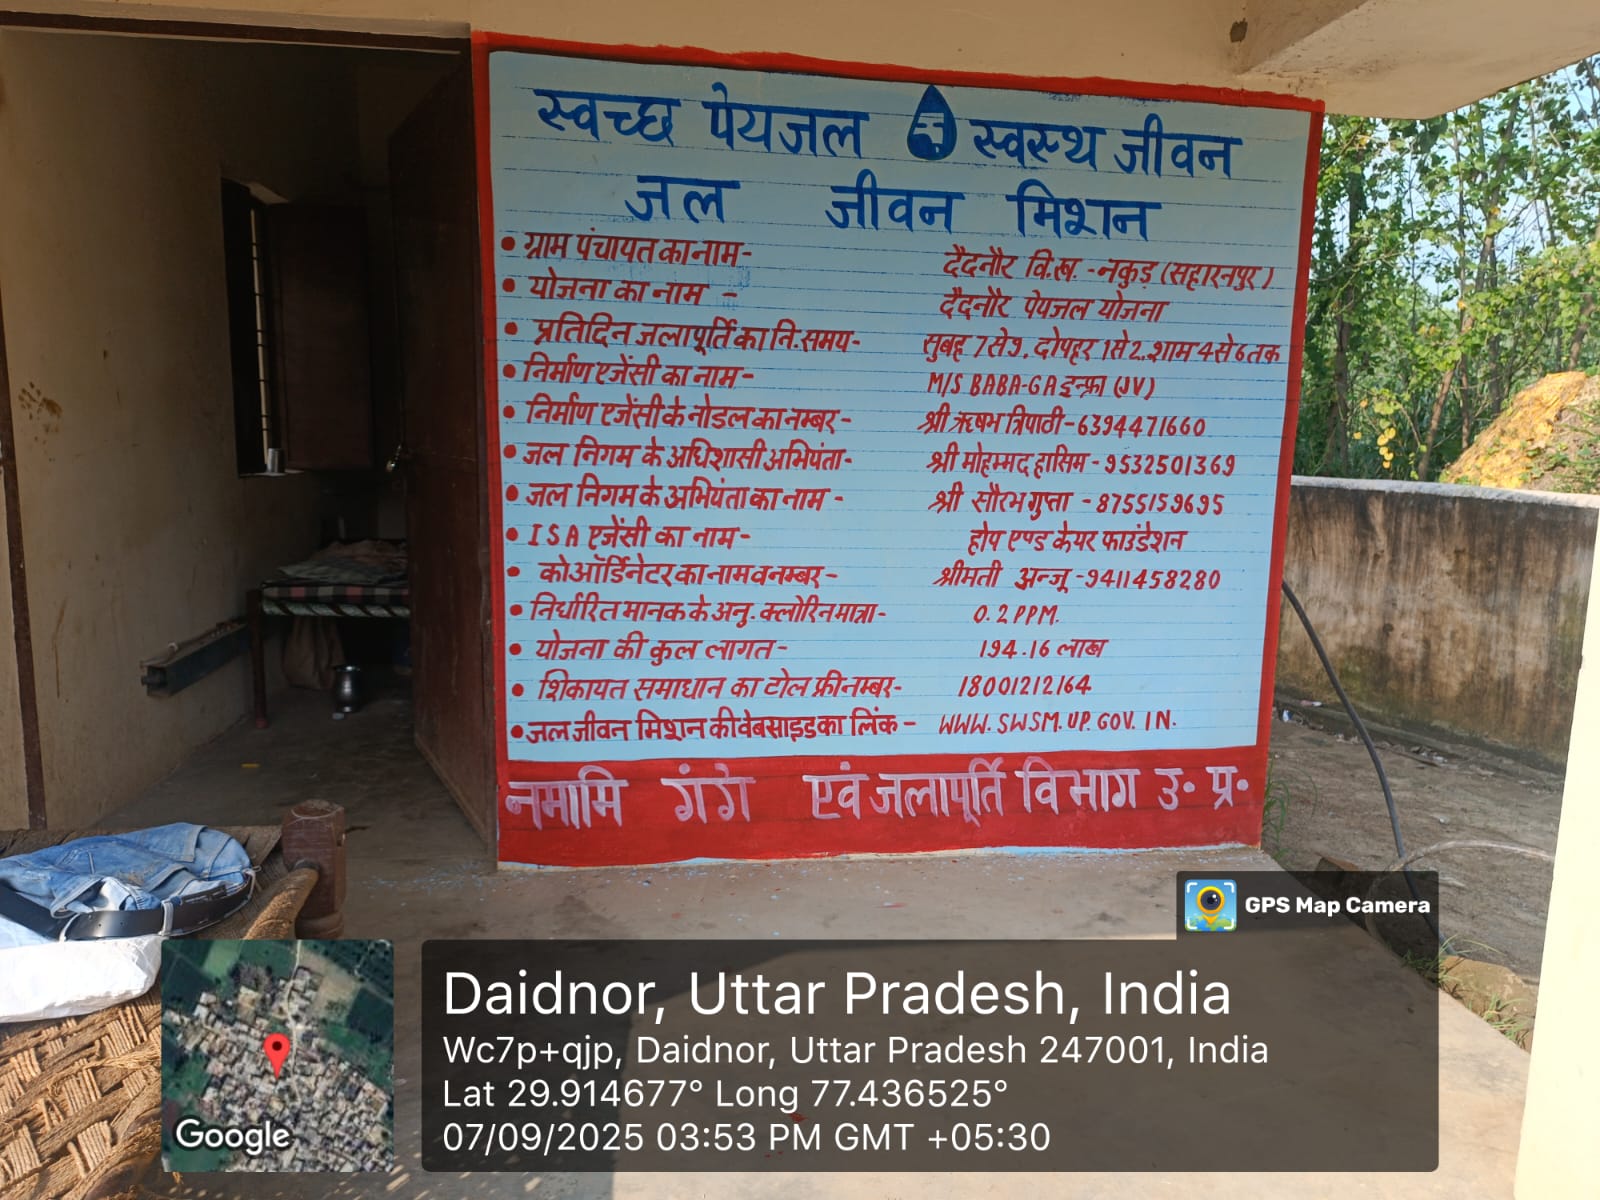 स्वच्छ पेयजल स्वस्थ जीवन
जल जीवन मिशन
• ग्राम पंचायत का नाम- दैदनौर वि.ख. -नकुड़ (सहारनपुर)
• योजना का नाम - दैदनौर पेयजल योजना
• प्रतिदिन जलापूर्ति का नि.समय- सुबह 7 से 9, दोपहर 1 से 2, शाम 4 से 6 तक
• निर्माण एजेंसी का नाम- M/S BABA-GA इन्फ्रा (JV)
• निर्माण एजेंसी के नोडल का नम्बर- श्री ऋषभ त्रिपाठी-6394471660
• जल निगम के अधिशासी अभियंता- श्री मोहम्मद हासिम - 9532501369
• जल निगम के अभियंता का नाम - श्री सौरभ गुप्ता - 8755159695
• ISA एजेंसी का नाम- होप एण्ड केयर फाउंडेशन
• कोऑर्डिनेटर का नाम व नम्बर- श्रीमती अन्जू -9411458280
• निर्धारित मानक के अनु. क्लोरिन मात्रा- 0.2 PPM.
• योजना की कुल लागत- 194.16 लाख
• शिकायत समाधान का टोल फ्री नम्बर- 18001212164
• जल जीवन मिशन की वेबसाइड का लिंक - WWW. SWSM. UP. GOV. IN.
नमामि गंगे एवं जलापूर्ति विभाग उ॰ प्र॰
GPS Map Camera
Daidnor, Uttar Pradesh, India
Wc7p+qjp, Daidnor, Uttar Pradesh 247001, India
Lat 29.914677° Long 77.436525°
07/09/2025 03:53 PM GMT +05:30
Google